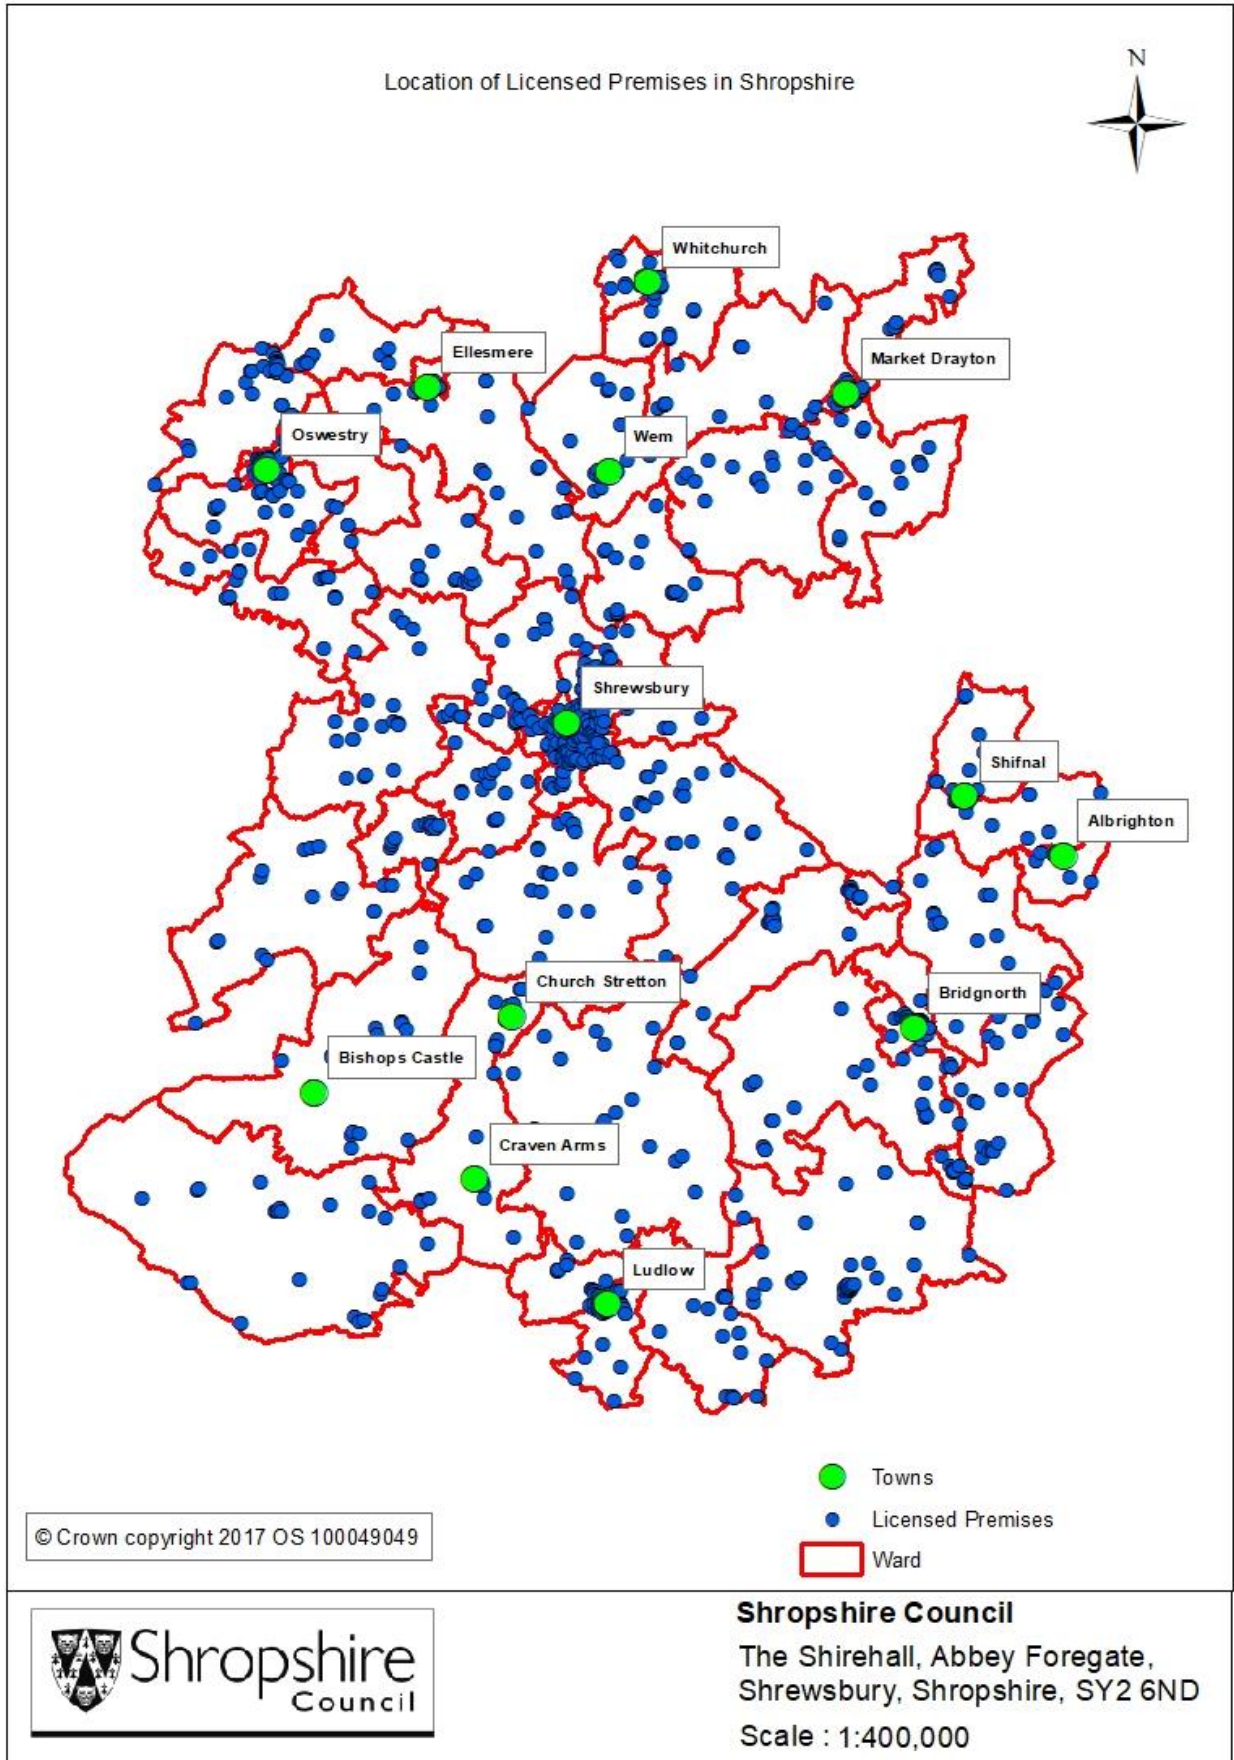 N
Location of Licensed Premises in Shropshire
Whitchurch
Ellesmere
Market Drayton
Oswestry
Wem
Shrewsbury
Shifnal
Albrighton
Church Stretton
Bridgnorth
Bishops Castle
Craven Arms
Ludlow
Towns
Licensed Premises
Ward
© Crown copyright 2017 OS 100049049
Shropshire
Council
Shropshire Council
The Shirehall, Abbey Foregate,
Shrewsbury, Shropshire, SY2 6ND
Scale : 1:400,000